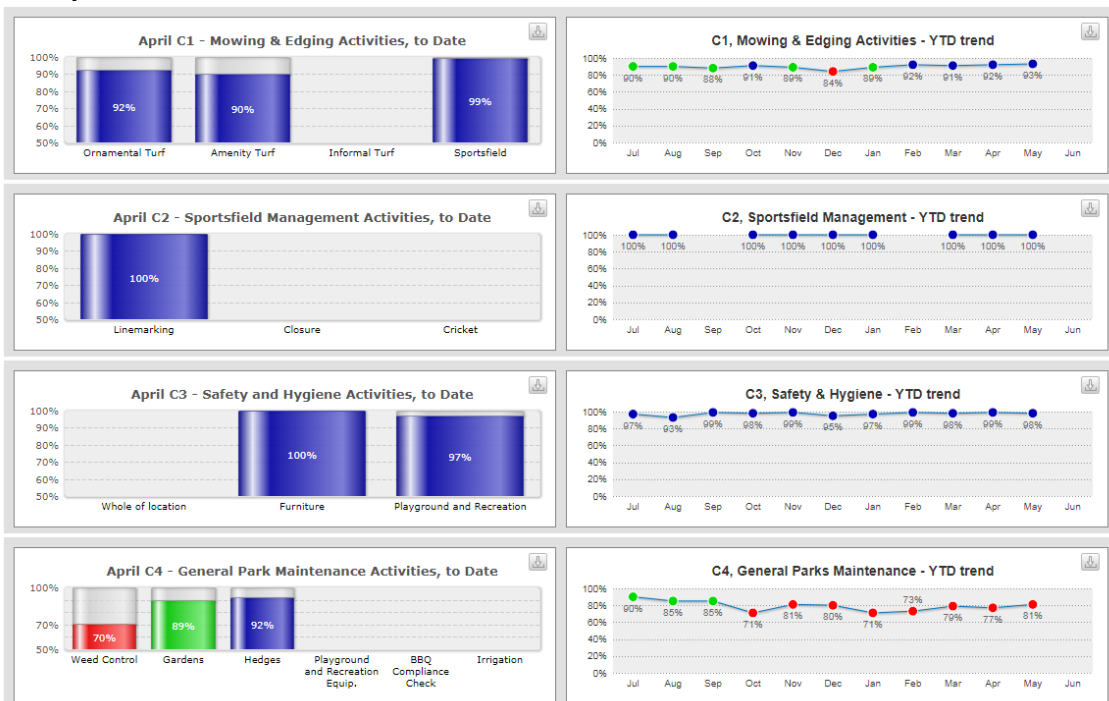 April C1 - Mowing & Edging Activities, to Date
100%
90%
80%
70%
60%
50%
92%
90%
99%
Ornamental Turf Amenity Turf Informal Turf Sportsfield
C1, Mowing & Edging Activities - YTD trend
100%
80%
60%
40%
20%
0%
90% 90% 88% 91% 89% 84% 89% 92% 91% 92% 93%
Jul Aug Sep Oct Nov Dec Jan Feb Mar Apr May Jun
April C2 - Sportsfield Management Activities, to Date
100%
90%
80%
70%
60%
50%
100%
Linemarking Closure Cricket
C2, Sportsfield Management - YTD trend
100%
80%
60%
40%
20%
0%
100% 100% 100% 100% 100% 100% 100% 100% 100%
Jul Aug Sep Oct Nov Dec Jan Feb Mar Apr May Jun
April C3 - Safety and Hygiene Activities, to Date
100%
90%
80%
70%
60%
50%
100%
97%
Whole of location Furniture Playground and Recreation
C3, Safety & Hygiene - YTD trend
100%
80%
60%
40%
20%
0%
97% 93% 99% 98% 99% 95% 97% 99% 98% 99% 98%
Jul Aug Sep Oct Nov Dec Jan Feb Mar Apr May Jun
April C4 - General Park Maintenance Activities, to Date
100%
70%
50%
70%
89%
92%
Weed Control Gardens Hedges Playground BBQ Irrigation
and Recreation Compliance
Equip. Check
C4, General Parks Maintenance - YTD trend
100%
80%
60%
40%
20%
0%
90% 85% 85% 71% 81% 80% 71% 73% 79% 77% 81%
Jul Aug Sep Oct Nov Dec Jan Feb Mar Apr May Jun